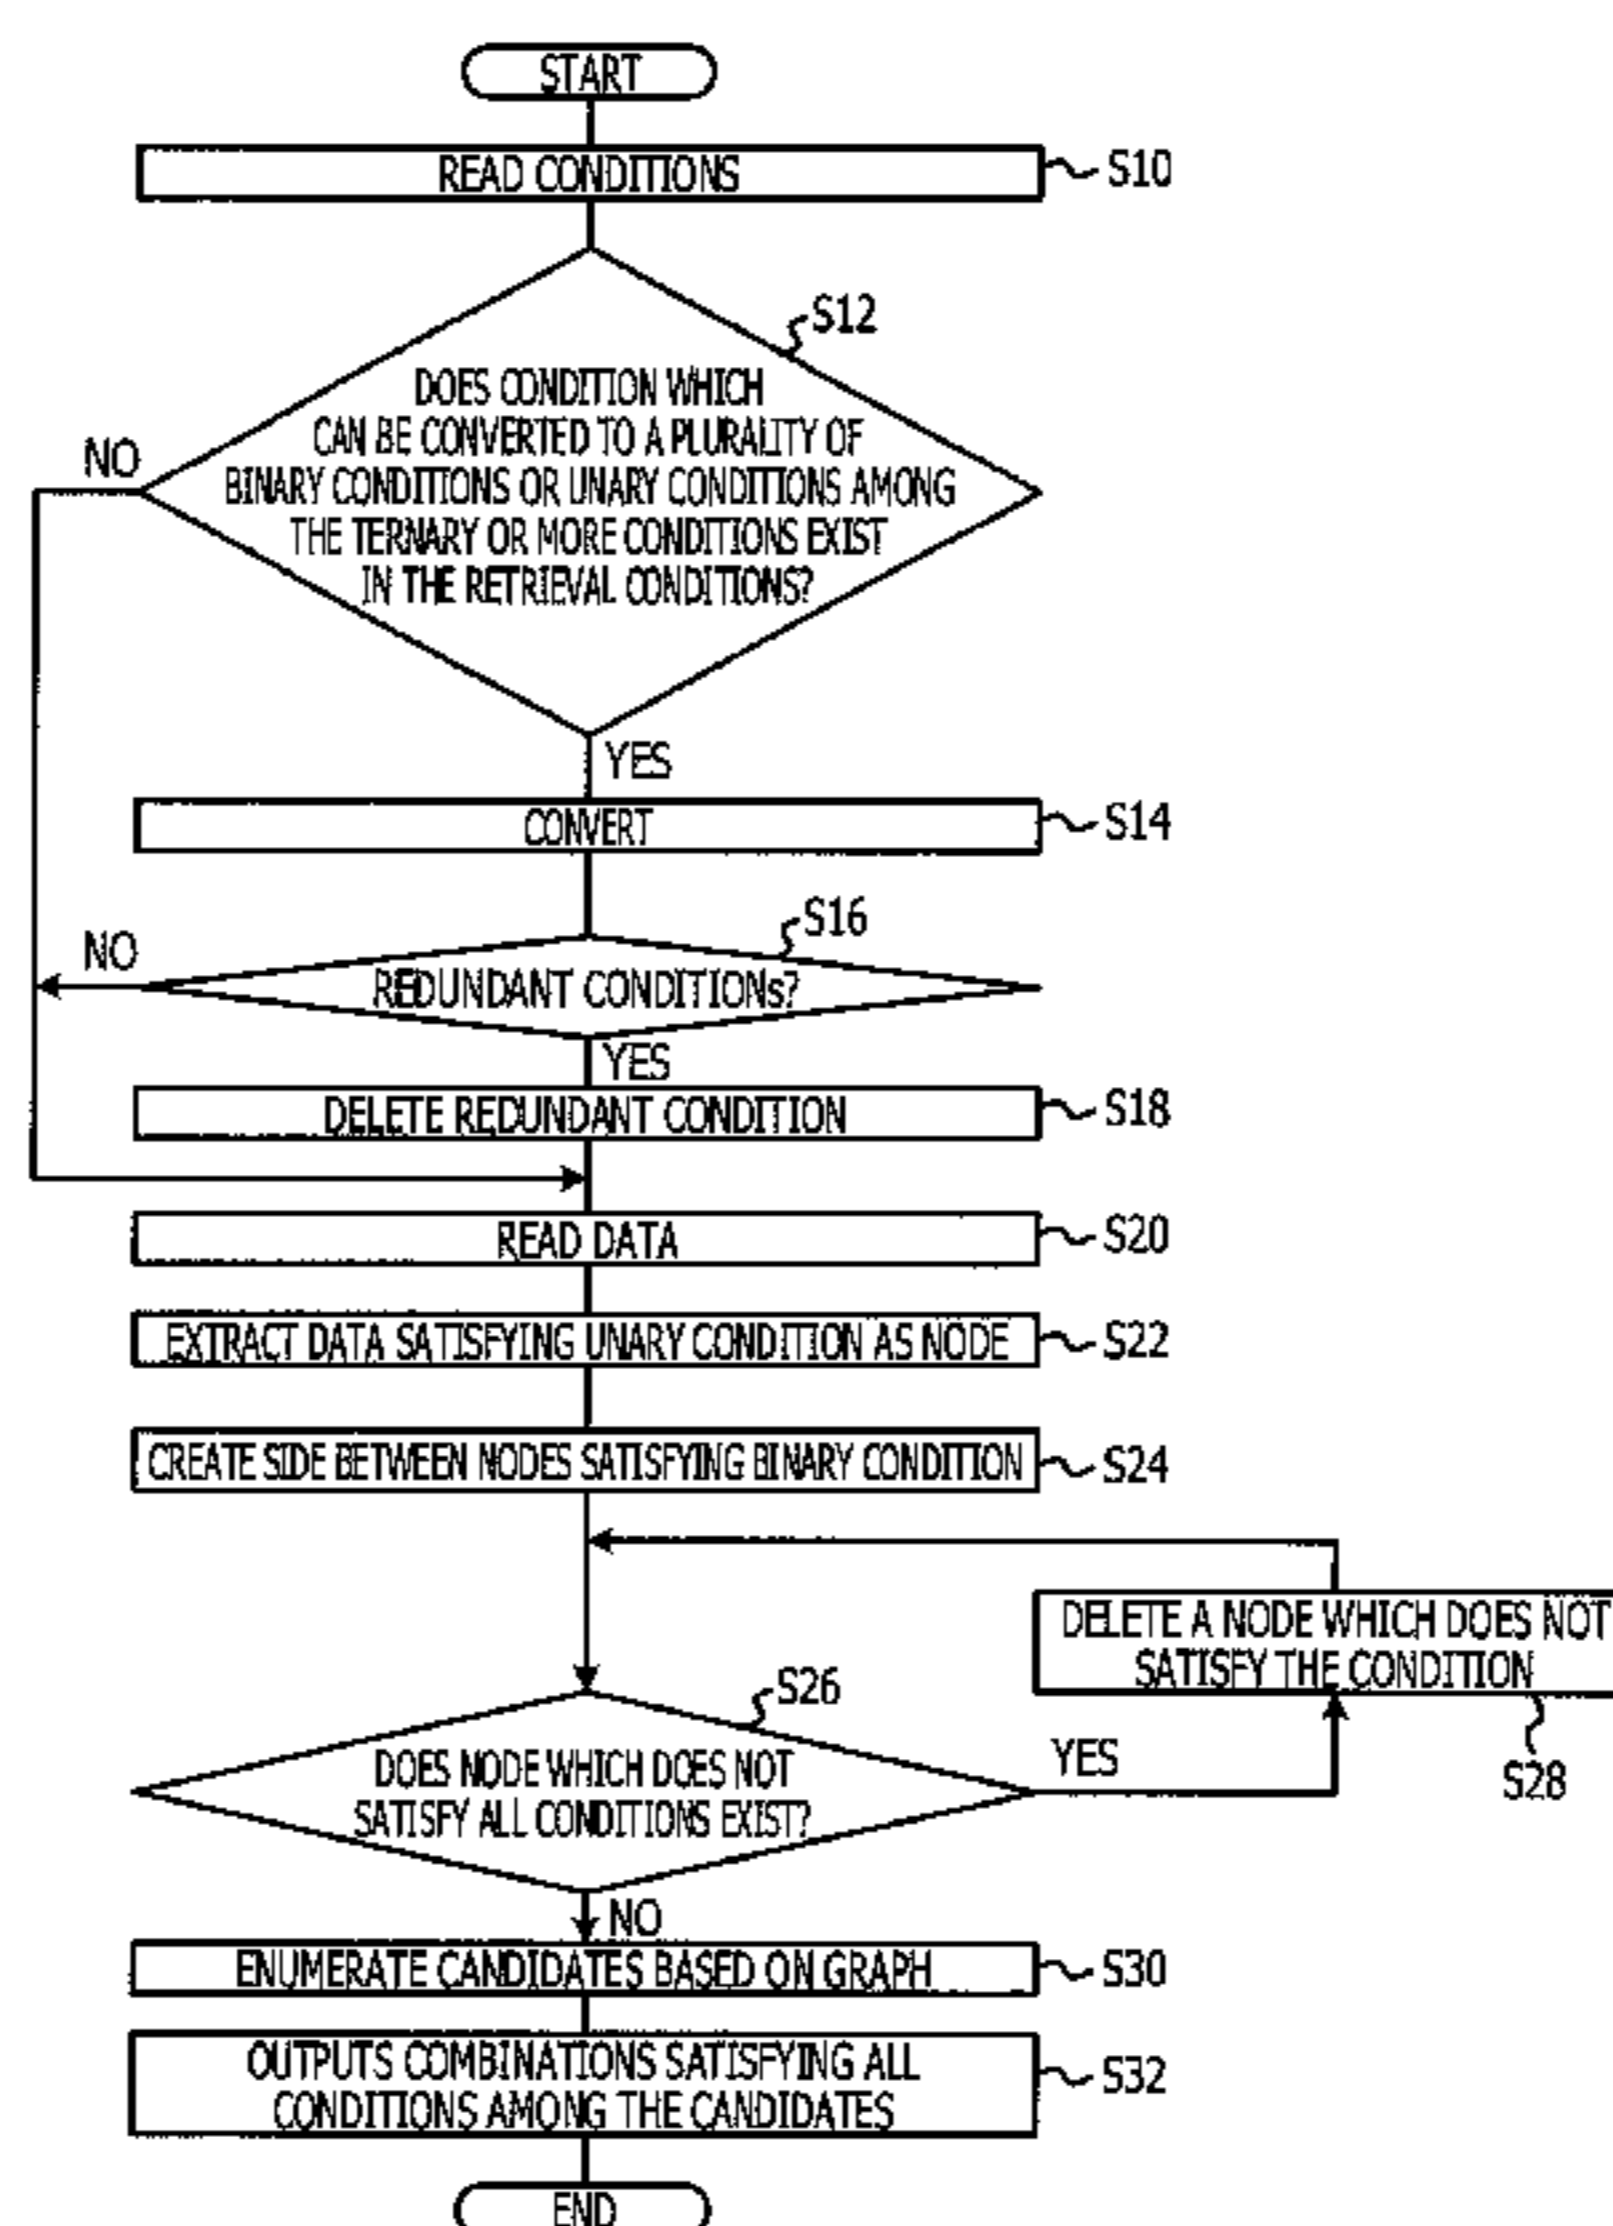 START
READ CONDITIONS
S10
S12
DOES CONDITION WHICH
CAN BE CONVERTED TO A PLURALITY OF
BINARY CONDITIONS OR UNARY CONDITIONS AMONG
THE TERNARY OR MORE CONDITIONS EXIST
IN THE RETRIEVAL CONDITIONS?
NO
YES
CONVERT
S14
S16
NO
REDUNDANT CONDITIONs?
YES
DELETE REDUNDANT CONDITION
S18
READ DATA
S20
EXTRACT DATA SATISFYING UNARY CONDITION AS NODE
S22
CREATE SIDE BETWEEN NODES SATISFYING BINARY CONDITION
S24
DELETE A NODE WHICH DOES NOT
SATISFY THE CONDITION
S28
S26
DOES NODE WHICH DOES NOT
SATISFY ALL CONDITIONS EXIST?
YES
NO
ENUMERATE CANDIDATES BASED ON GRAPH
S30
OUTPUTS COMBINATIONS SATISFYING ALL
CONDITIONS AMONG THE CANDIDATES
S32
END